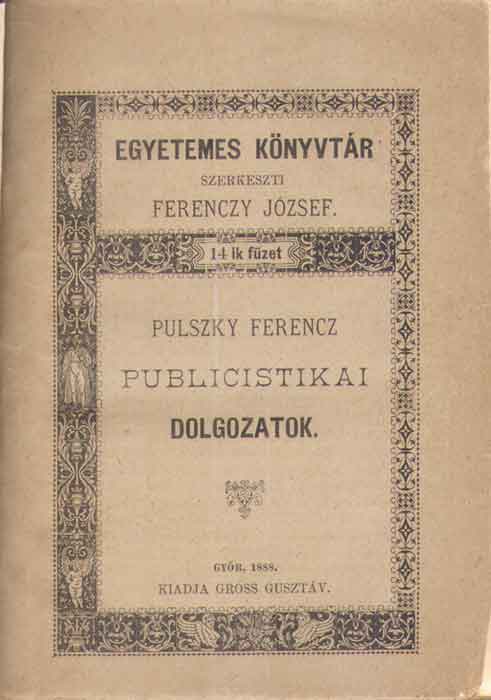 EGYETEMES KÖNYVTÁR
SZERKESZTI
FERENCZY JÓZSEF.
14 ik füzet
PULSZKY FERENCZ
PUBLICISTIKAI
DOLGOZATOK.
GYŐR, 1888.
KIADJA GROSS GUSZTÁV.